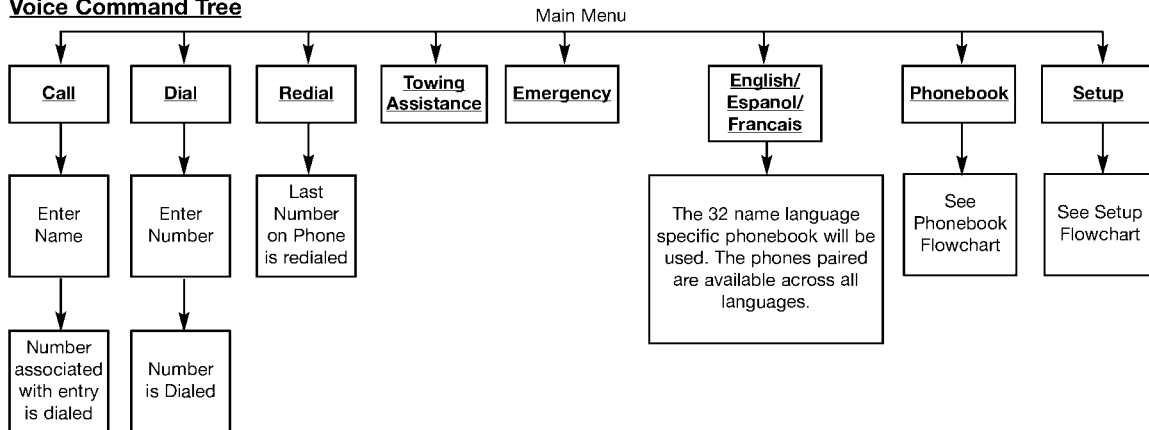 Voice Command Tree
Main Menu
Call
Dial
Redial
Towing
Assistance
Emergency
English/
Espanol/
Francais
Phonebook
Setup
Enter
Name
Enter
Number
Last
Number
on Phone
is redialed
The 32 name language
specific phonebook will be
used. The phones paired
are available across all
languages.
See
Phonebook
Flowchart
See Setup
Flowchart
Number
associated
with entry
is dialed
Number
is Dialed